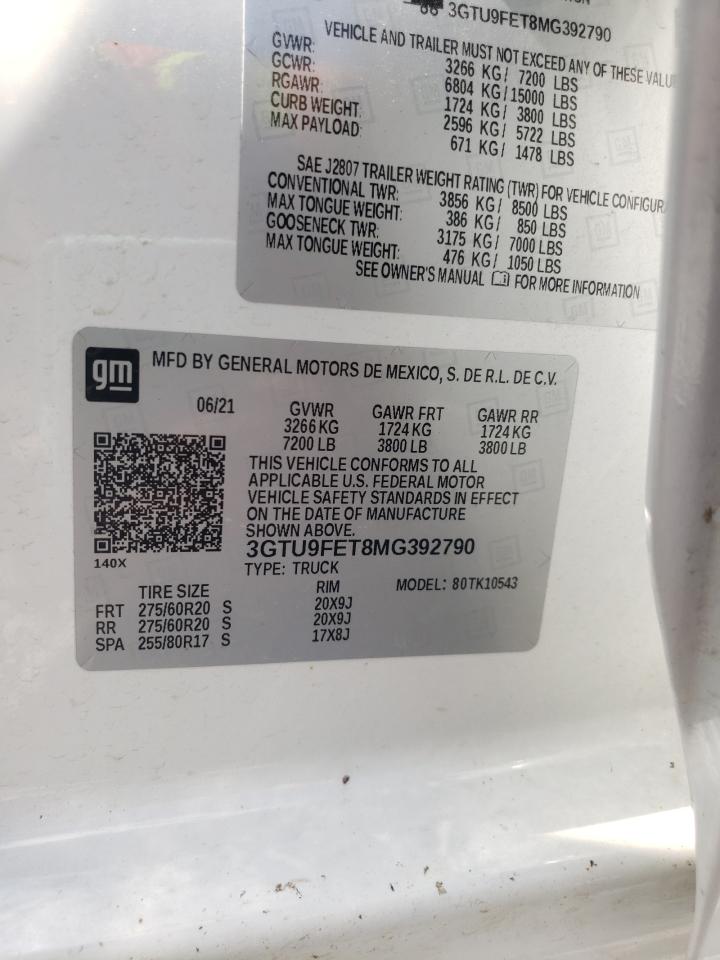 3GTU9FET8MG392790
VEHICLE AND TRAILER MUST NOT EXCEED ANY OF THESE VALU
GVWR: 3266 KG/ 7200 LBS
GCWR: 6804 KG/15000 LBS
RGAWR: 1724 KG/ 3800 LBS
CURB WEIGHT: 2596 KG/ 5722 LBS
MAX PAYLOAD: 671 KG/ 1478 LBS
SAE J2807 TRAILER WEIGHT RATING (TWR) FOR VEHICLE CONFIGUR
CONVENTIONAL TWR: 3856 KG/ 8500 LBS
MAX TONGUE WEIGHT: 386 KG/ 850 LBS
GOOSENECK TWR: 3175 KG/ 7000 LBS
MAX TONGUE WEIGHT: 476 KG/ 1050 LBS
SEE OWNER'S MANUAL FOR MORE INFORMATION
gm MFD BY GENERAL MOTORS DE MEXICO, S. DE R.L. DE C.V.
06/21 GVWR GAWR FRT GAWR RR
3266 KG 1724 KG 1724 KG
7200 LB 3800 LB 3800 LB
THIS VEHICLE CONFORMS TO ALL
APPLICABLE U.S. FEDERAL MOTOR
VEHICLE SAFETY STANDARDS IN EFFECT
ON THE DATE OF MANUFACTURE
SHOWN ABOVE.
3GTU9FET8MG392790
140X TYPE: TRUCK
TIRE SIZE RIM MODEL: 80TK10543
FRT 275/60R20 S 20X9J
RR 275/60R20 S 20X9J
SPA 255/80R17 S 17X8J